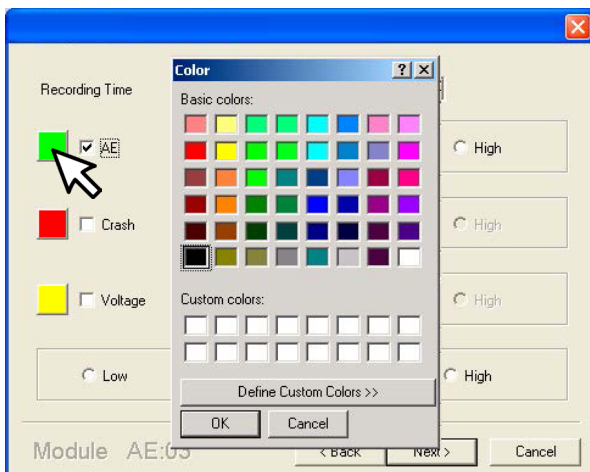 Color
Recording Time
Basic colors:
AE
High
Crash
High
Custom colors:
Voltage
High
Low
High
Define Custom Colors >>
OK
Cancel
Module AE:03
< Back
Next >
Cancel